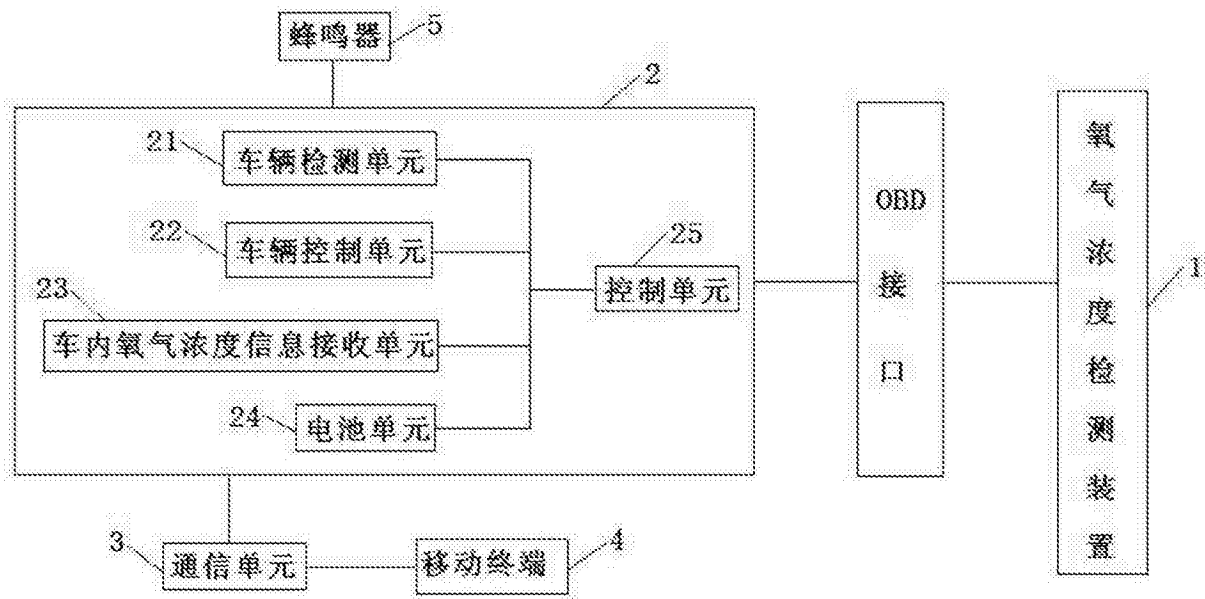 蜂鸣器
5
2
21
车辆检测单元
22
车辆控制单元
23
车内氧气浓度信息接收单元
24
电池单元
25
控制单元
OBD
接
口
氧
气
浓
度
检
测
装
置
1
3
通信单元
移动终端
4